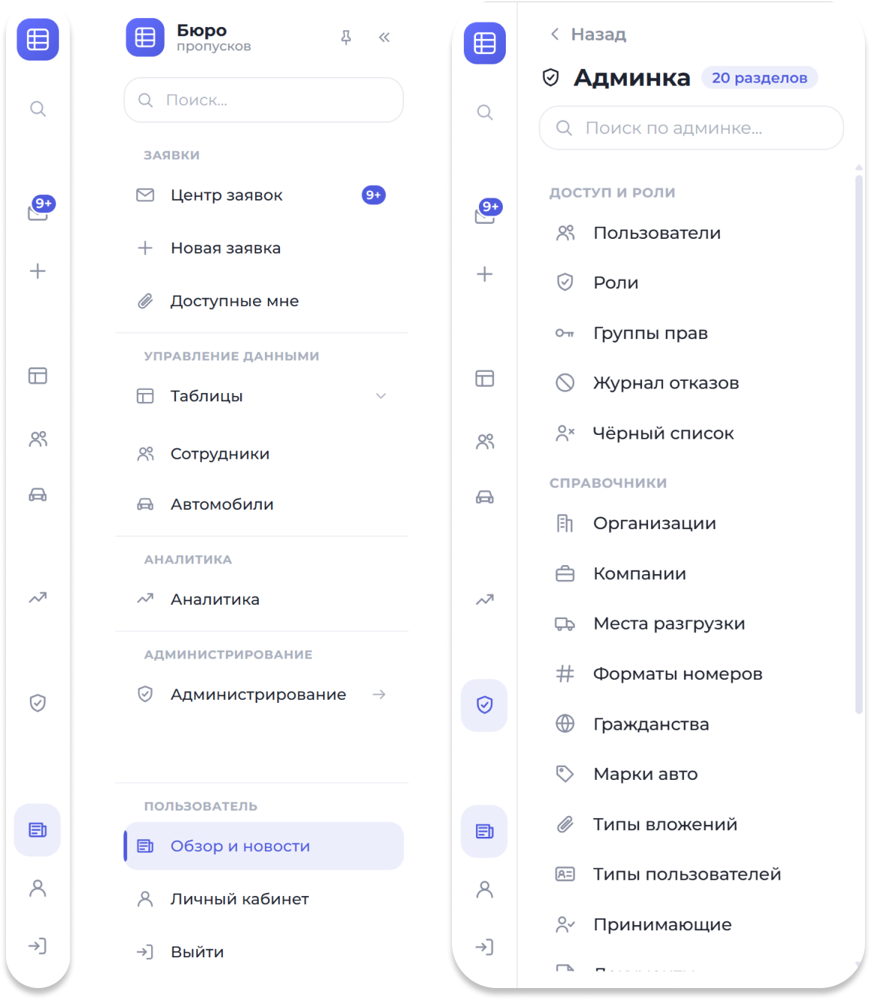 9+
Бюро
пропусков
Поиск...
ЗАЯВКИ
Центр заявок 9+
Новая заявка
Доступные мне
УПРАВЛЕНИЕ ДАННЫМИ
Таблицы
Сотрудники
Автомобили
АНАЛИТИКА
Аналитика
АДМИНИСТРИРОВАНИЕ
Администрирование
ПОЛЬЗОВАТЕЛЬ
Обзор и новости
Личный кабинет
Выйти
9+
Назад
Админка 20 разделов
Поиск по админке...
ДОСТУП И РОЛИ
Пользователи
Роли
Группы прав
Журнал отказов
Чёрный список
СПРАВОЧНИКИ
Организации
Компании
Места разгрузки
Форматы номеров
Гражданства
Марки авто
Типы вложений
Типы пользователей
Принимающие